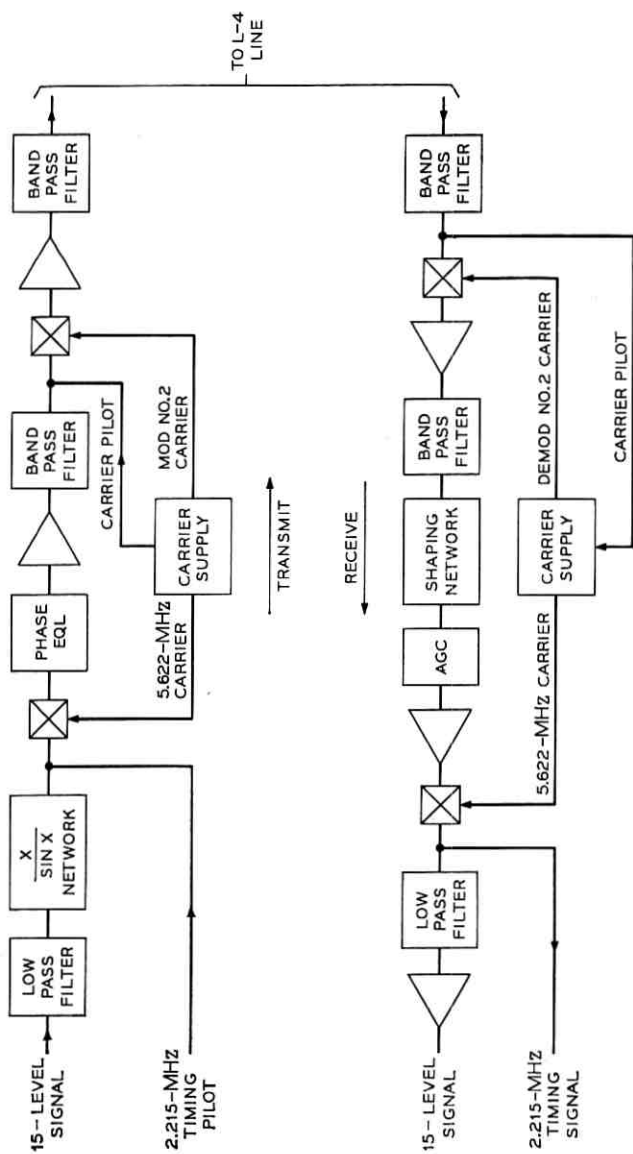 15-LEVEL
SIGNAL
LOW
PASS
FILTER
X
SIN X
NETWORK
2.215-MHZ
TIMING
PILOT
PHASE
EQL
BAND
PASS
FILTER
BAND
PASS
FILTER
CARRIER PILOT
5.622-MHZ
CARRIER
CARRIER
SUPPLY
MOD NO.2
CARRIER
TRANSMIT
TO L-4
LINE
RECEIVE
15-LEVEL
SIGNAL
LOW
PASS
FILTER
2.215-MHZ
TIMING
SIGNAL
AGC
SHAPING
NETWORK
BAND
PASS
FILTER
BAND
PASS
FILTER
5.622-MHZ CARRIER
CARRIER
SUPPLY
DEMOD NO.2 CARRIER
CARRIER PILOT